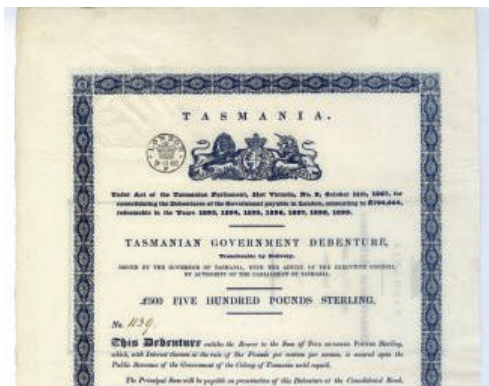 TASMANIA.
LONDON
Under Act of the Tasmanian Parliament, 31st Victoria, No. 2, October 11th, 1867, for
consolidating the Debentures of the Government payable in London, amounting to
redeemable in the Years 1893, 1894, 1895, 1896, 1897, 1898, 1899.
TASMANIAN GOVERNMENT DEBENTURE,
Transferable by Delivery.
ISSUED BY THE GOVERNOR OF TASMANIA, WITH THE ADVICE OF THE EXECUTIVE COUNCIL,
BY AUTHORITY OF THE PARLIAMENT OF TASMANIA.
£500 FIVE HUNDRED POUNDS STERLING.
No. 1139.
This Debenture entitles the Bearer to the Sum of FIVE HUNDRED POUNDS Sterling,
which, with Interest thereon at the rate of Six Pounds per centum per annum, is secured upon the
Public Revenues of the Government of the Colony of Tasmania until repaid.
The Principal Sum will be payable on presentation of this Debenture at the Consolidated Bank,